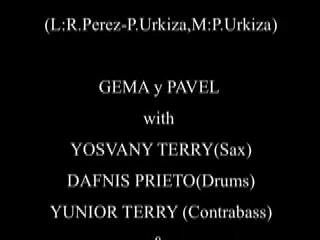 (L:R.Perez-P.Urkiza,M:P.Urkiza)
GEMA y PAVEL
with
YOSVANY TERRY(Sax)
DAFNIS PRIETO(Drums)
YUNIOR TERRY (Contrabass)